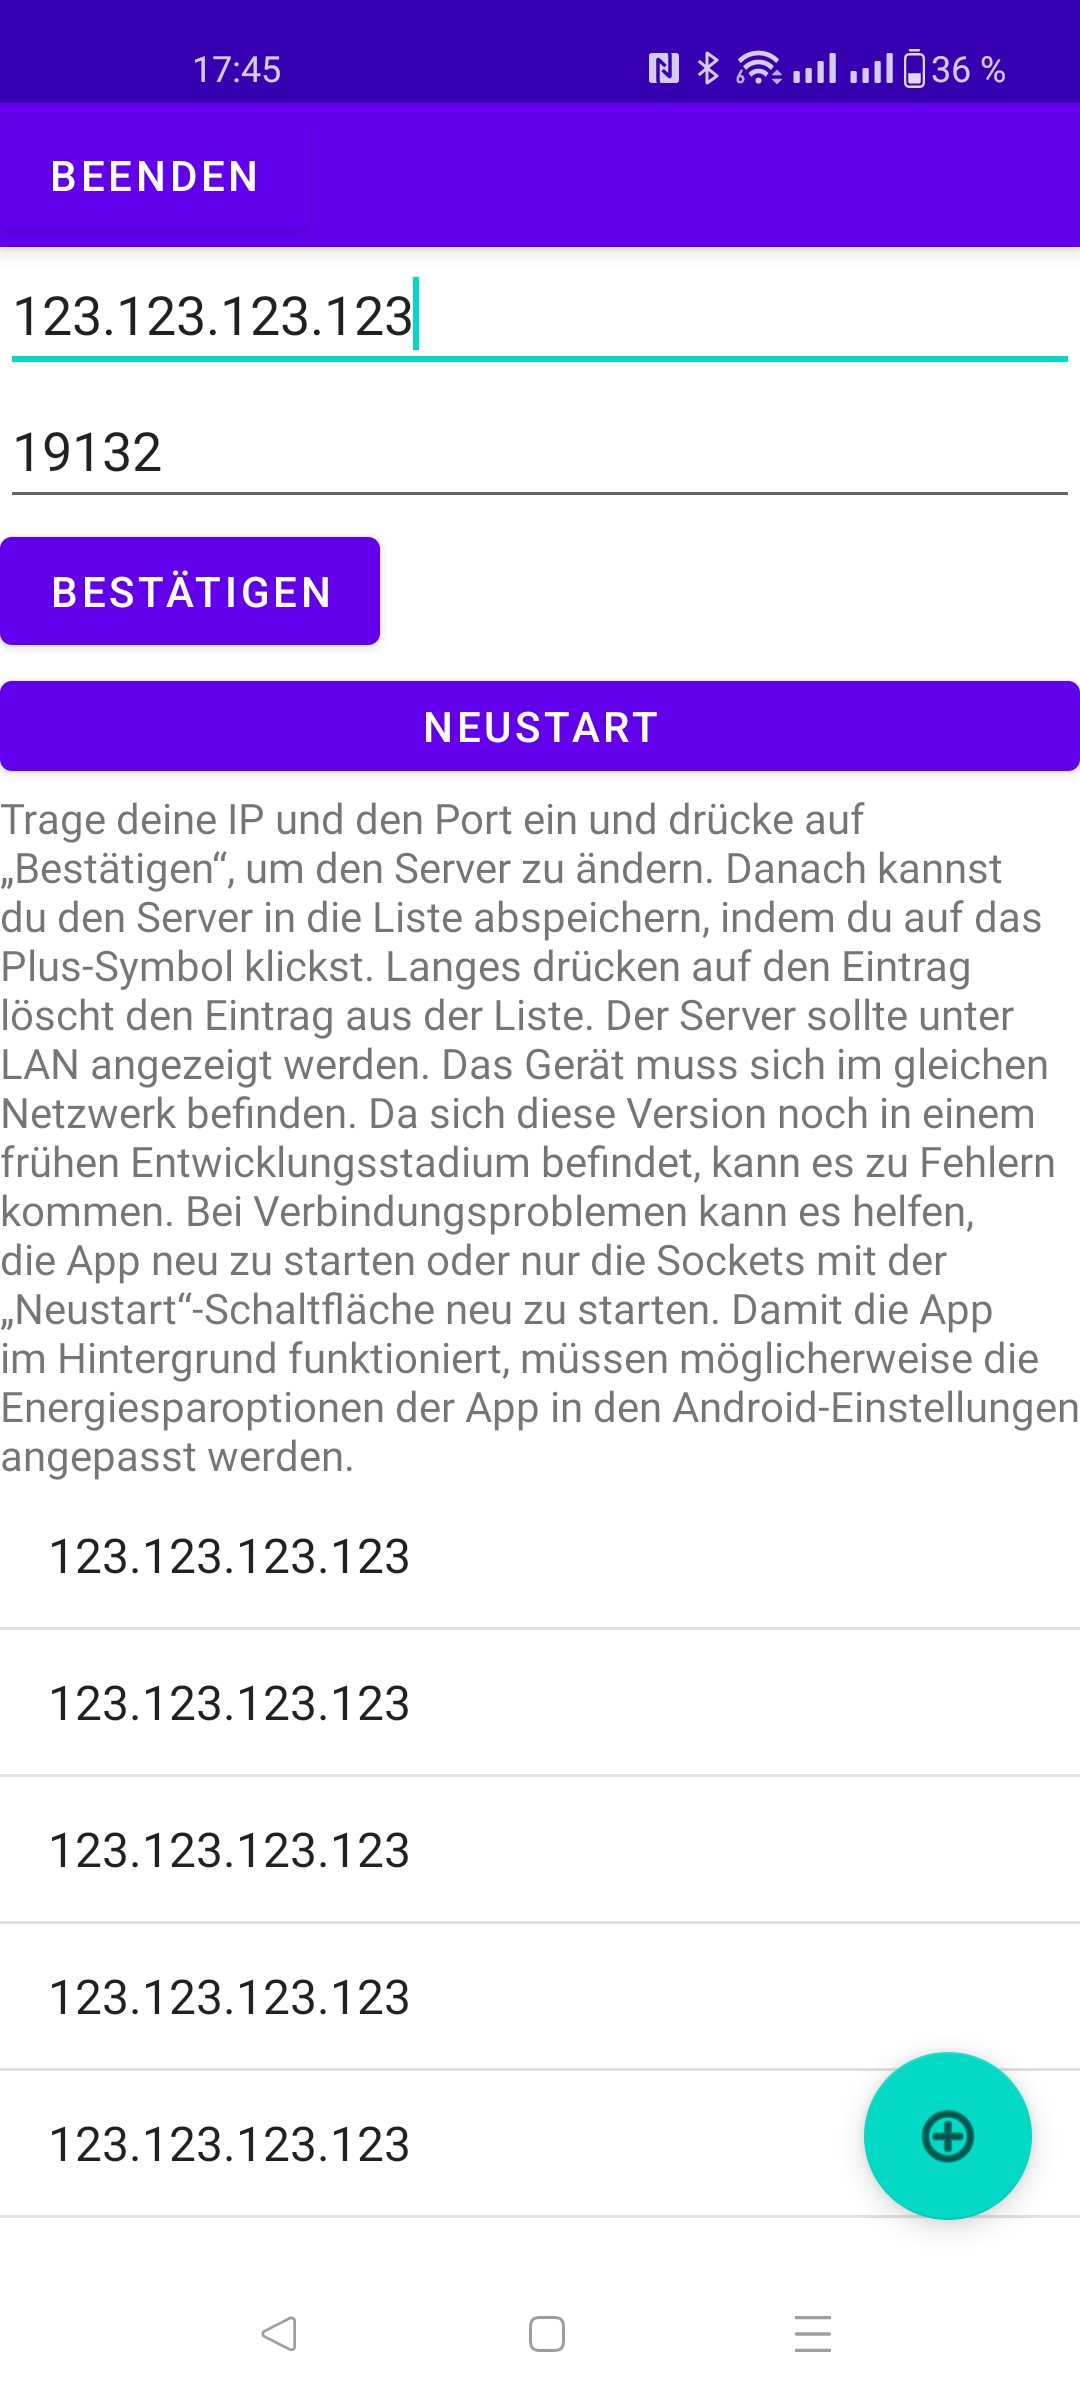 17:45
36 %
BEENDEN
123.123.123.123
19132
BESTÄTIGEN
NEUSTART
Trage deine IP und den Port ein und drücke auf
„Bestätigen“, um den Server zu ändern. Danach kannst
du den Server in die Liste abspeichern, indem du auf das
Plus-Symbol klickst. Langes drücken auf den Eintrag
löscht den Eintrag aus der Liste. Der Server sollte unter
LAN angezeigt werden. Das Gerät muss sich im gleichen
Netzwerk befinden. Da sich diese Version noch in einem
frühen Entwicklungsstadium befindet, kann es zu Fehlern
kommen. Bei Verbindungsproblemen kann es helfen,
die App neu zu starten oder nur die Sockets mit der
„Neustart“-Schaltfläche neu zu starten. Damit die App
im Hintergrund funktioniert, müssen möglicherweise die
Energiesparoptionen der App in den Android-Einstellungen
angepasst werden.
123.123.123.123
123.123.123.123
123.123.123.123
123.123.123.123
123.123.123.123